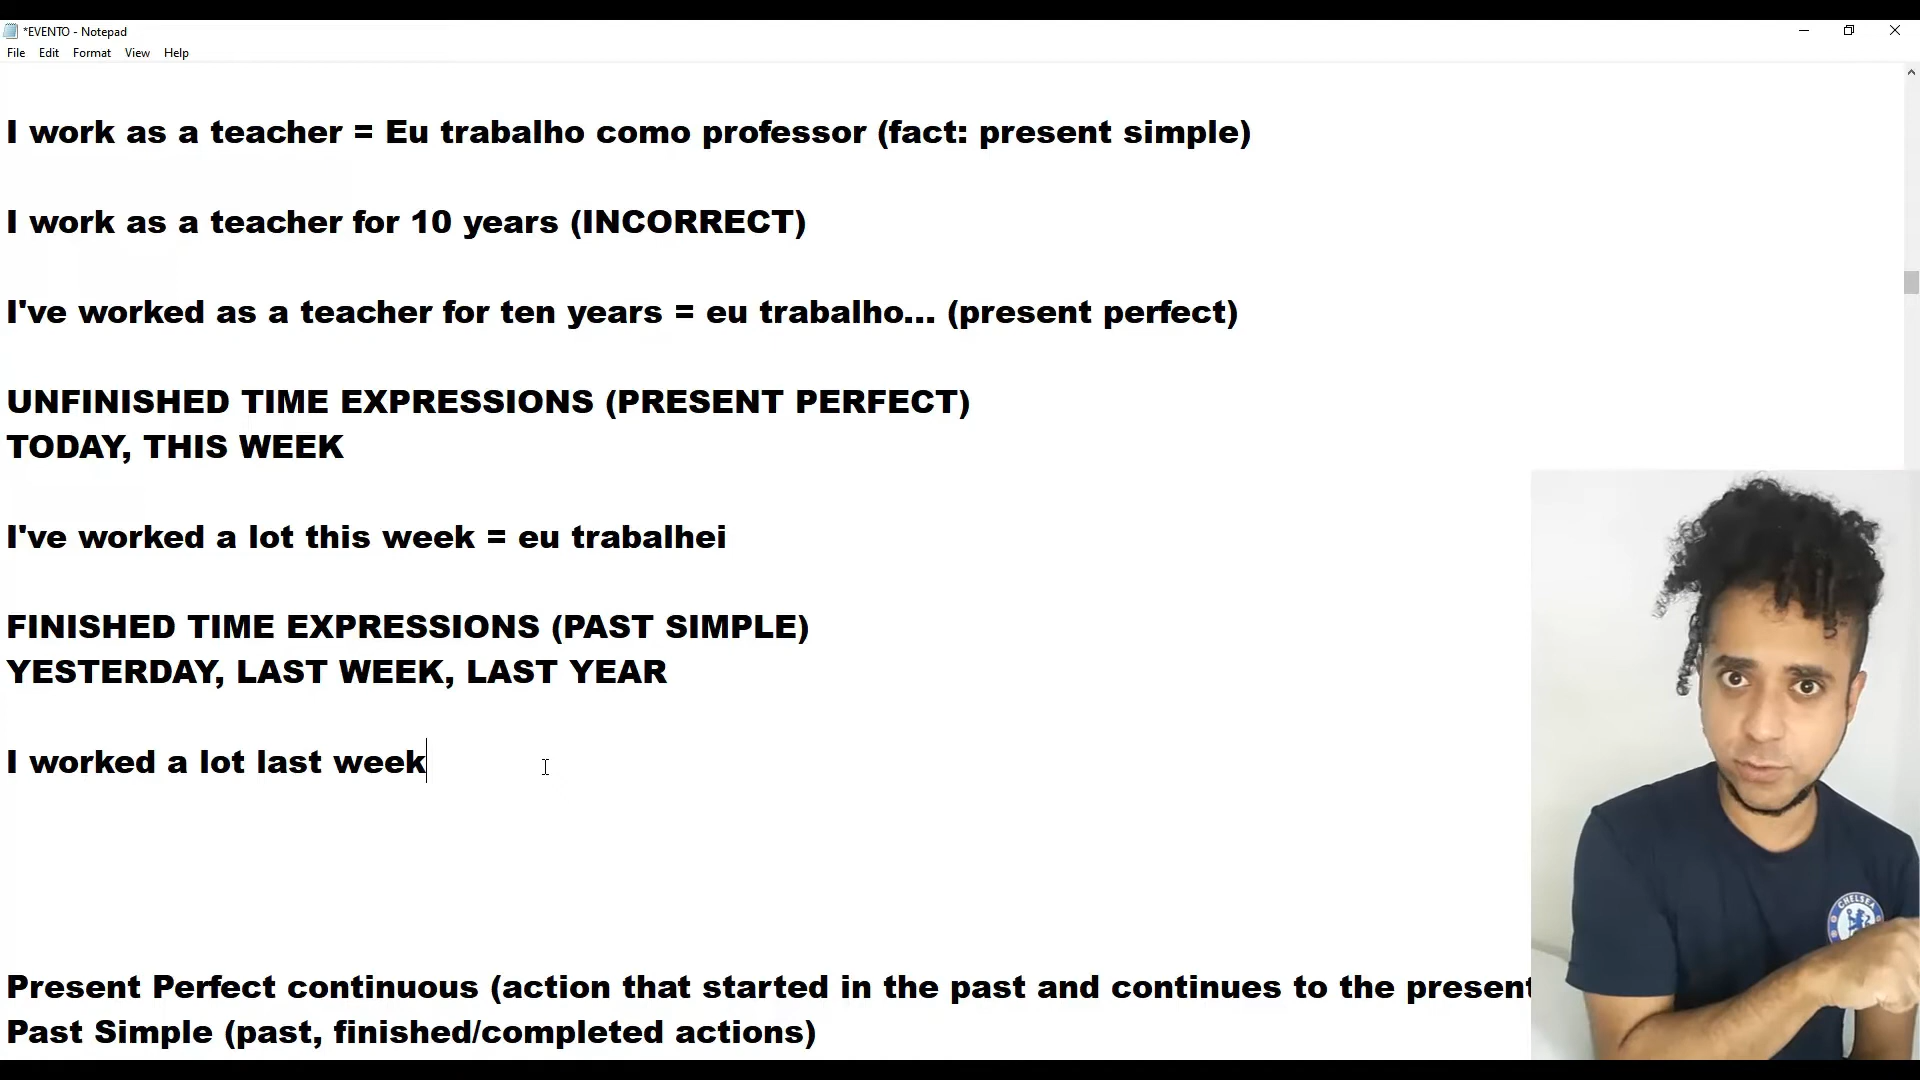 *EVENTO - Notepad
File Edit Format View Help
I work as a teacher = Eu trabalho como professor (fact: present simple)
I work as a teacher for 10 years (INCORRECT)
I've worked as a teacher for ten years = eu trabalho... (present perfect)
UNFINISHED TIME EXPRESSIONS (PRESENT PERFECT)
TODAY, THIS WEEK
I've worked a lot this week = eu trabalhei
FINISHED TIME EXPRESSIONS (PAST SIMPLE)
YESTERDAY, LAST WEEK, LAST YEAR
I worked a lot last week
CHELSEA
Present Perfect continuous (action that started in the past and continues to the present
Past Simple (past, finished/completed actions)